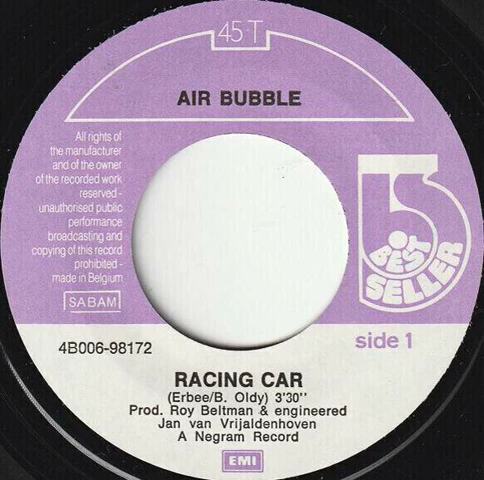 45·T
AIR BUBBLE
All rights of
the manufacturer
and of the owner
of the recorded work
reserved -
unauthorised public
performance
broadcasting and
copying of this record
prohibited -
made in Belgium
SABAM
BEST
SELLER
4B006-98172
side 1
RACING CAR
(Erbee/B. Oldy) 3'30''
Prod. Roy Beltman & engineered
Jan van Vrijaldenhoven
A Negram Record
EMI